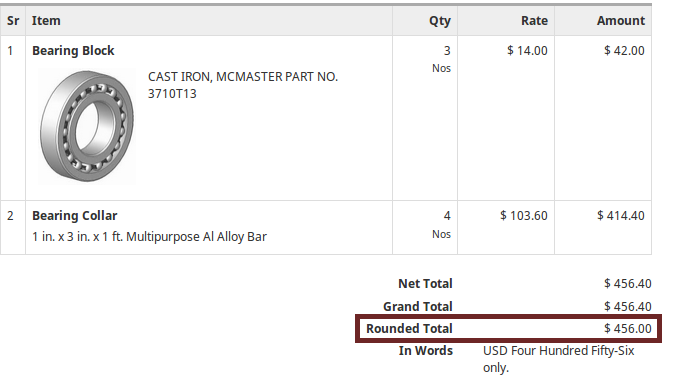 Sr Item Qty Rate Amount
1 Bearing Block 3 $ 14.00 $ 42.00
Nos
CAST IRON, MCMASTER PART NO.
3710T13
2 Bearing Collar 4 $ 103.60 $ 414.40
1 in. x 3 in. x 1 ft. Multipurpose Al Alloy Bar Nos
Net Total $ 456.40
Grand Total $ 456.40
Rounded Total $ 456.00
In Words USD Four Hundred Fifty-Six
only.